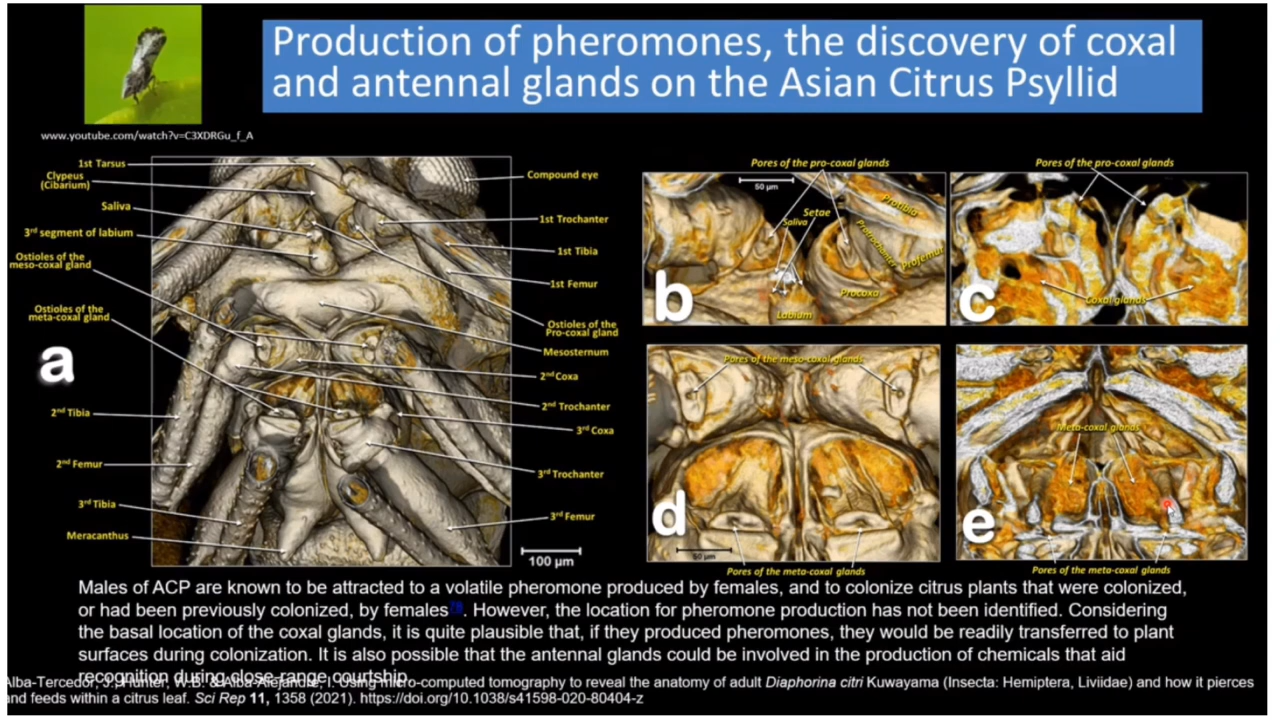 Production of pheromones, the discovery of coxal
and antennal glands on the Asian Citrus Psyllid
www.youtube.com/watch?v=C3XDRGu_f_A
1st Tarsus
Clypeus
(Cibarium)
Saliva
3rd segment of labium
Ostioles of the
meso-coxal gland
Ostioles of the
meta-coxal gland
a
2nd Tibia
2nd Femur
3rd Tibia
Meracanthus
Compound eye
1st Trochanter
1st Tibia
1st Femur
Ostioles of the
Pro-coxal gland
Mesosternum
2nd Coxa
2nd Trochanter
3rd Coxa
3rd Trochanter
3rd Femur
100 µm
Pores of the pro-coxal glands
50 µm
Protibia
Setae
Saliva
Protrochanter
Profemur
Procoxa
Labium
b
Pores of the pro-coxal glands
Coxal glands
c
Pores of the meso-coxal glands
d
50 µm
Pores of the meta-coxal glands
Meta-coxal glands
e
Pores of the meta-coxal glands
Males of ACP are known to be attracted to a volatile pheromone produced by females, and to colonize citrus plants that were colonized,
or had been previously colonized, by females. However, the location for pheromone production has not been identified. Considering
the basal location of the coxal glands, it is quite plausible that, if they produced pheromones, they would be readily transferred to plant
surfaces during colonization. It is also possible that the antennal glands could be involved in the production of chemicals that aid
recognition during close-range courtship.
Alba-Tercedor, J., Hunter, W.B. & Alba-Alejandre, I. Using micro-computed tomography to reveal the anatomy of adult Diaphorina citri Kuwayama (Insecta: Hemiptera, Liviidae) and how it pierces
and feeds within a citrus leaf. Sci Rep 11, 1358 (2021). https://doi.org/10.1038/s41598-020-80404-z